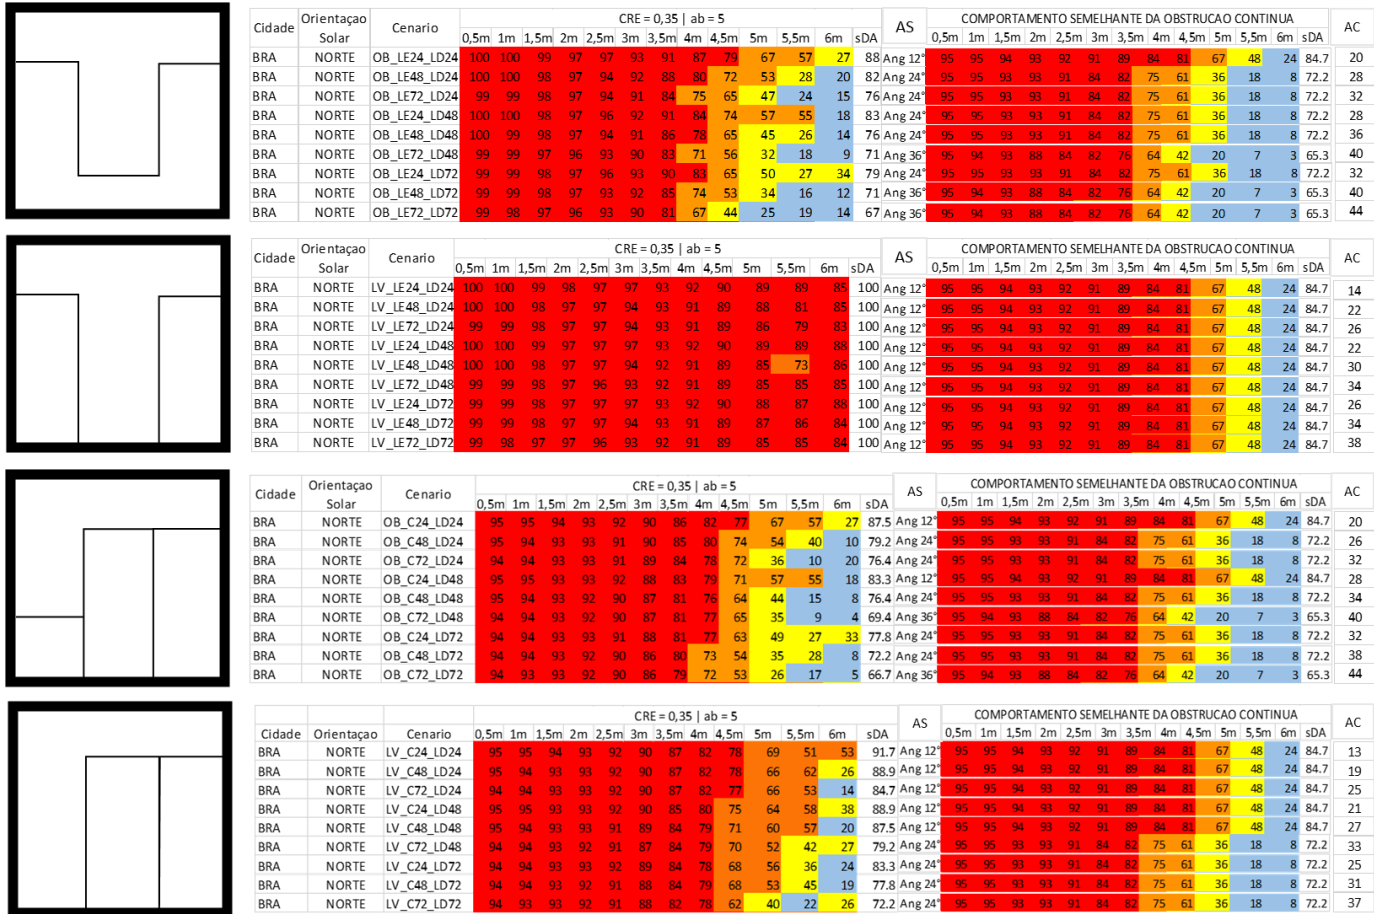 CRE = 0,35 | ab = 5 COMPORTAMENTO SEMELHANTE DA OBSTRUCAO CONTINUA
Cidade Orientaçao Solar Cenario 0,5m 1m 1,5m 2m 2,5m 3m 3,5m 4m 4,5m 5m 5,5m 6m sDA AS 0,5m 1m 1,5m 2m 2,5m 3m 3,5m 4m 4,5m 5m 5,5m 6m sDA AC
BRA NORTE OB_LE24_LD24 100 100 99 97 97 93 91 87 79 67 57 27 88 Ang 12° 95 95 94 93 92 91 89 84 81 67 48 24 84.7 20
BRA NORTE OB_LE48_LD24 100 100 98 97 94 92 88 80 72 53 28 20 82 Ang 24° 95 95 93 93 91 84 82 75 61 36 18 8 72.2 28
BRA NORTE OB_LE72_LD24 99 99 98 97 94 91 84 75 65 47 24 15 76 Ang 24° 95 95 93 93 91 84 82 75 61 36 18 8 72.2 32
BRA NORTE OB_LE24_LD48 100 100 98 97 96 92 91 84 74 57 55 18 83 Ang 24° 95 95 93 93 91 84 82 75 61 36 18 8 72.2 28
BRA NORTE OB_LE48_LD48 100 99 98 97 94 91 86 78 65 45 26 14 76 Ang 24° 95 95 93 93 91 84 82 75 61 36 18 8 72.2 36
BRA NORTE OB_LE72_LD48 99 99 97 96 93 90 83 71 56 32 18 9 71 Ang 36° 95 94 93 88 84 82 76 64 42 20 7 3 65.3 40
BRA NORTE OB_LE24_LD72 99 99 98 97 96 93 90 83 65 50 27 34 79 Ang 24° 95 95 93 93 91 84 82 75 61 36 18 8 72.2 32
BRA NORTE OB_LE48_LD72 99 99 98 97 93 92 85 74 53 34 16 12 71 Ang 36° 95 94 93 88 84 82 76 64 42 20 7 3 65.3 40
BRA NORTE OB_LE72_LD72 99 98 97 96 93 90 81 67 44 25 19 14 67 Ang 36° 95 94 93 88 84 82 76 64 42 20 7 3 65.3 44
CRE = 0,35 | ab = 5 COMPORTAMENTO SEMELHANTE DA OBSTRUCAO CONTINUA
Cidade Orientaçao Solar Cenario 0,5m 1m 1,5m 2m 2,5m 3m 3,5m 4m 4,5m 5m 5,5m 6m sDA AS 0,5m 1m 1,5m 2m 2,5m 3m 3,5m 4m 4,5m 5m 5,5m 6m sDA AC
BRA NORTE LV_LE24_LD24 100 100 99 98 97 97 93 92 90 89 89 85 100 Ang 12° 95 95 94 93 92 91 89 84 81 67 48 24 84.7 14
BRA NORTE LV_LE48_LD24 100 100 98 97 97 94 93 91 89 88 81 85 100 Ang 12° 95 95 94 93 92 91 89 84 81 67 48 24 84.7 22
BRA NORTE LV_LE72_LD24 99 99 98 97 97 94 93 91 89 86 79 83 100 Ang 12° 95 95 94 93 92 91 89 84 81 67 48 24 84.7 26
BRA NORTE LV_LE24_LD48 100 100 99 97 97 97 93 92 90 89 89 88 100 Ang 12° 95 95 94 93 92 91 89 84 81 67 48 24 84.7 22
BRA NORTE LV_LE48_LD48 100 100 98 97 97 94 92 91 89 85 73 86 100 Ang 12° 95 95 94 93 92 91 89 84 81 67 48 24 84.7 30
BRA NORTE LV_LE72_LD48 99 99 98 97 96 93 92 91 89 85 85 85 100 Ang 12° 95 95 94 93 92 91 89 84 81 67 48 24 84.7 34
BRA NORTE LV_LE24_LD72 99 99 98 97 97 97 93 92 90 88 87 88 100 Ang 12° 95 95 94 93 92 91 89 84 81 67 48 24 84.7 26
BRA NORTE LV_LE48_LD72 99 99 98 97 97 94 93 91 89 87 86 84 100 Ang 12° 95 95 94 93 92 91 89 84 81 67 48 24 84.7 34
BRA NORTE LV_LE72_LD72 99 98 97 97 96 93 92 91 89 85 85 84 100 Ang 12° 95 95 94 93 92 91 89 84 81 67 48 24 84.7 38
CRE = 0,35 | ab = 5 COMPORTAMENTO SEMELHANTE DA OBSTRUCAO CONTINUA
Cidade Orientaçao Solar Cenario 0,5m 1m 1,5m 2m 2,5m 3m 3,5m 4m 4,5m 5m 5,5m 6m sDA AS 0,5m 1m 1,5m 2m 2,5m 3m 3,5m 4m 4,5m 5m 5,5m 6m sDA AC
BRA NORTE OB_C24_LD24 95 95 94 93 92 90 86 82 77 67 57 27 87.5 Ang 12° 95 95 94 93 92 91 89 84 81 67 48 24 84.7 20
BRA NORTE OB_C48_LD24 95 94 93 93 91 90 85 80 74 54 40 10 79.2 Ang 24° 95 95 93 93 91 84 82 75 61 36 18 8 72.2 26
BRA NORTE OB_C72_LD24 94 94 93 93 91 89 84 78 72 36 10 20 76.4 Ang 24° 95 95 93 93 91 84 82 75 61 36 18 8 72.2 32
BRA NORTE OB_C24_LD48 95 95 93 93 92 88 83 79 71 57 55 18 83.3 Ang 12° 95 95 94 93 92 91 89 84 81 67 48 24 84.7 28
BRA NORTE OB_C48_LD48 95 94 93 92 90 87 81 76 64 44 15 8 76.4 Ang 24° 95 95 93 93 91 84 82 75 61 36 18 8 72.2 34
BRA NORTE OB_C72_LD48 94 94 93 92 90 87 81 77 65 35 9 4 69.4 Ang 36° 95 94 93 88 84 82 76 64 42 20 7 3 65.3 40
BRA NORTE OB_C24_LD72 94 94 93 93 91 88 81 77 63 49 27 33 77.8 Ang 24° 95 95 93 93 91 84 82 75 61 36 18 8 72.2 32
BRA NORTE OB_C48_LD72 94 94 93 92 90 86 80 73 54 35 28 8 72.2 Ang 24° 95 95 93 93 91 84 82 75 61 36 18 8 72.2 38
BRA NORTE OB_C72_LD72 94 94 93 92 90 86 79 72 53 26 17 5 66.7 Ang 36° 95 94 93 88 84 82 76 64 42 20 7 3 65.3 44
CRE = 0,35 | ab = 5 COMPORTAMENTO SEMELHANTE DA OBSTRUCAO CONTINUA
Cidade Orientaçao Cenario 0,5m 1m 1,5m 2m 2,5m 3m 3,5m 4m 4,5m 5m 5,5m 6m sDA AS 0,5m 1m 1,5m 2m 2,5m 3m 3,5m 4m 4,5m 5m 5,5m 6m sDA AC
BRA NORTE LV_C24_LD24 95 95 94 93 92 90 87 82 78 69 51 53 91.7 Ang 12° 95 95 94 93 92 91 89 84 81 67 48 24 84.7 13
BRA NORTE LV_C48_LD24 95 94 93 93 92 90 87 82 78 66 62 26 88.9 Ang 12° 95 95 94 93 92 91 89 84 81 67 48 24 84.7 19
BRA NORTE LV_C72_LD24 94 94 93 93 92 90 87 82 77 66 53 14 84.7 Ang 12° 95 95 94 93 92 91 89 84 81 67 48 24 84.7 25
BRA NORTE LV_C24_LD48 95 95 93 93 92 90 85 80 75 64 58 38 88.9 Ang 12° 95 95 94 93 92 91 89 84 81 67 48 24 84.7 21
BRA NORTE LV_C48_LD48 95 94 93 93 91 89 84 79 71 60 57 20 87.5 Ang 12° 95 95 94 93 92 91 89 84 81 67 48 24 84.7 27
BRA NORTE LV_C72_LD48 94 94 93 92 91 87 84 79 70 52 42 27 79.2 Ang 24° 95 95 93 93 91 84 82 75 61 36 18 8 72.2 33
BRA NORTE LV_C24_LD72 94 94 93 93 92 89 84 78 68 56 36 24 83.3 Ang 24° 95 95 93 93 91 84 82 75 61 36 18 8 72.2 25
BRA NORTE LV_C48_LD72 94 94 93 92 91 88 84 79 68 53 45 19 77.8 Ang 24° 95 95 93 93 91 84 82 75 61 36 18 8 72.2 31
BRA NORTE LV_C72_LD72 94 94 93 92 91 88 82 78 62 40 22 26 72.2 Ang 24° 95 95 93 93 91 84 82 75 61 36 18 8 72.2 37